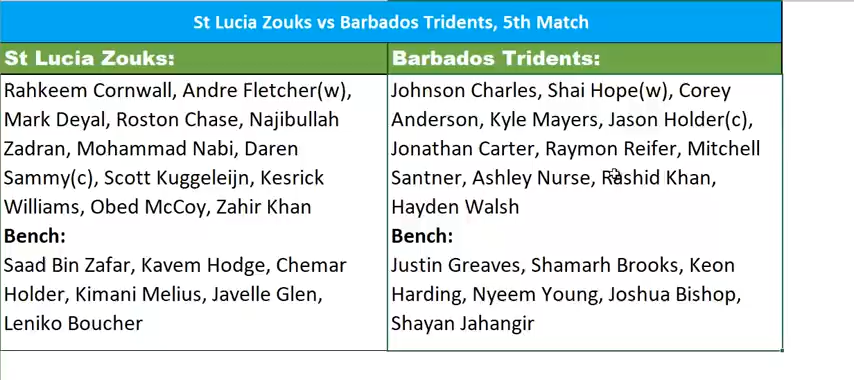 St Lucia Zouks vs Barbados Tridents, 5th Match
St Lucia Zouks:
Rahkeem Cornwall, Andre Fletcher(w),
Mark Deyal, Roston Chase, Najibullah
Zadran, Mohammad Nabi, Daren
Sammy(c), Scott Kuggeleijn, Kesrick
Williams, Obed McCoy, Zahir Khan
Bench:
Saad Bin Zafar, Kavem Hodge, Chemar
Holder, Kimani Melius, Javelle Glen,
Leniko Boucher
Barbados Tridents:
Johnson Charles, Shai Hope(w), Corey
Anderson, Kyle Mayers, Jason Holder(c),
Jonathan Carter, Raymon Reifer, Mitchell
Santner, Ashley Nurse, Rashid Khan,
Hayden Walsh
Bench:
Justin Greaves, Shamarh Brooks, Keon
Harding, Nyeem Young, Joshua Bishop,
Shayan Jahangir